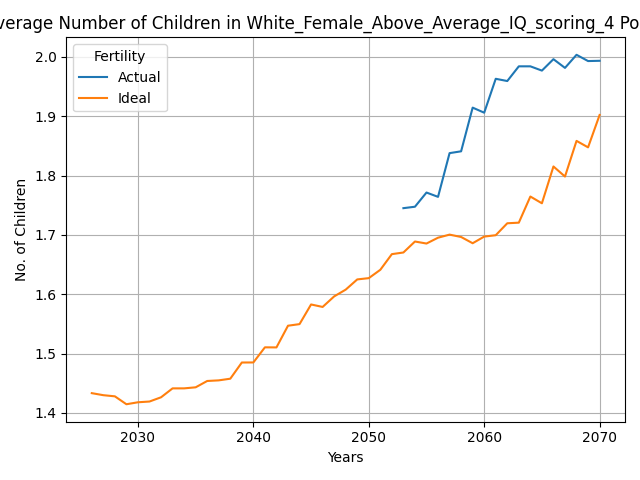 verage Number of Children in White_Female_Above_Average_IQ_scoring_4 Po
Fertility
Actual
Ideal
No. of Children
2.0
1.9
1.8
1.7
1.6
1.5
1.4
2030 2040 2050 2060 2070
Years